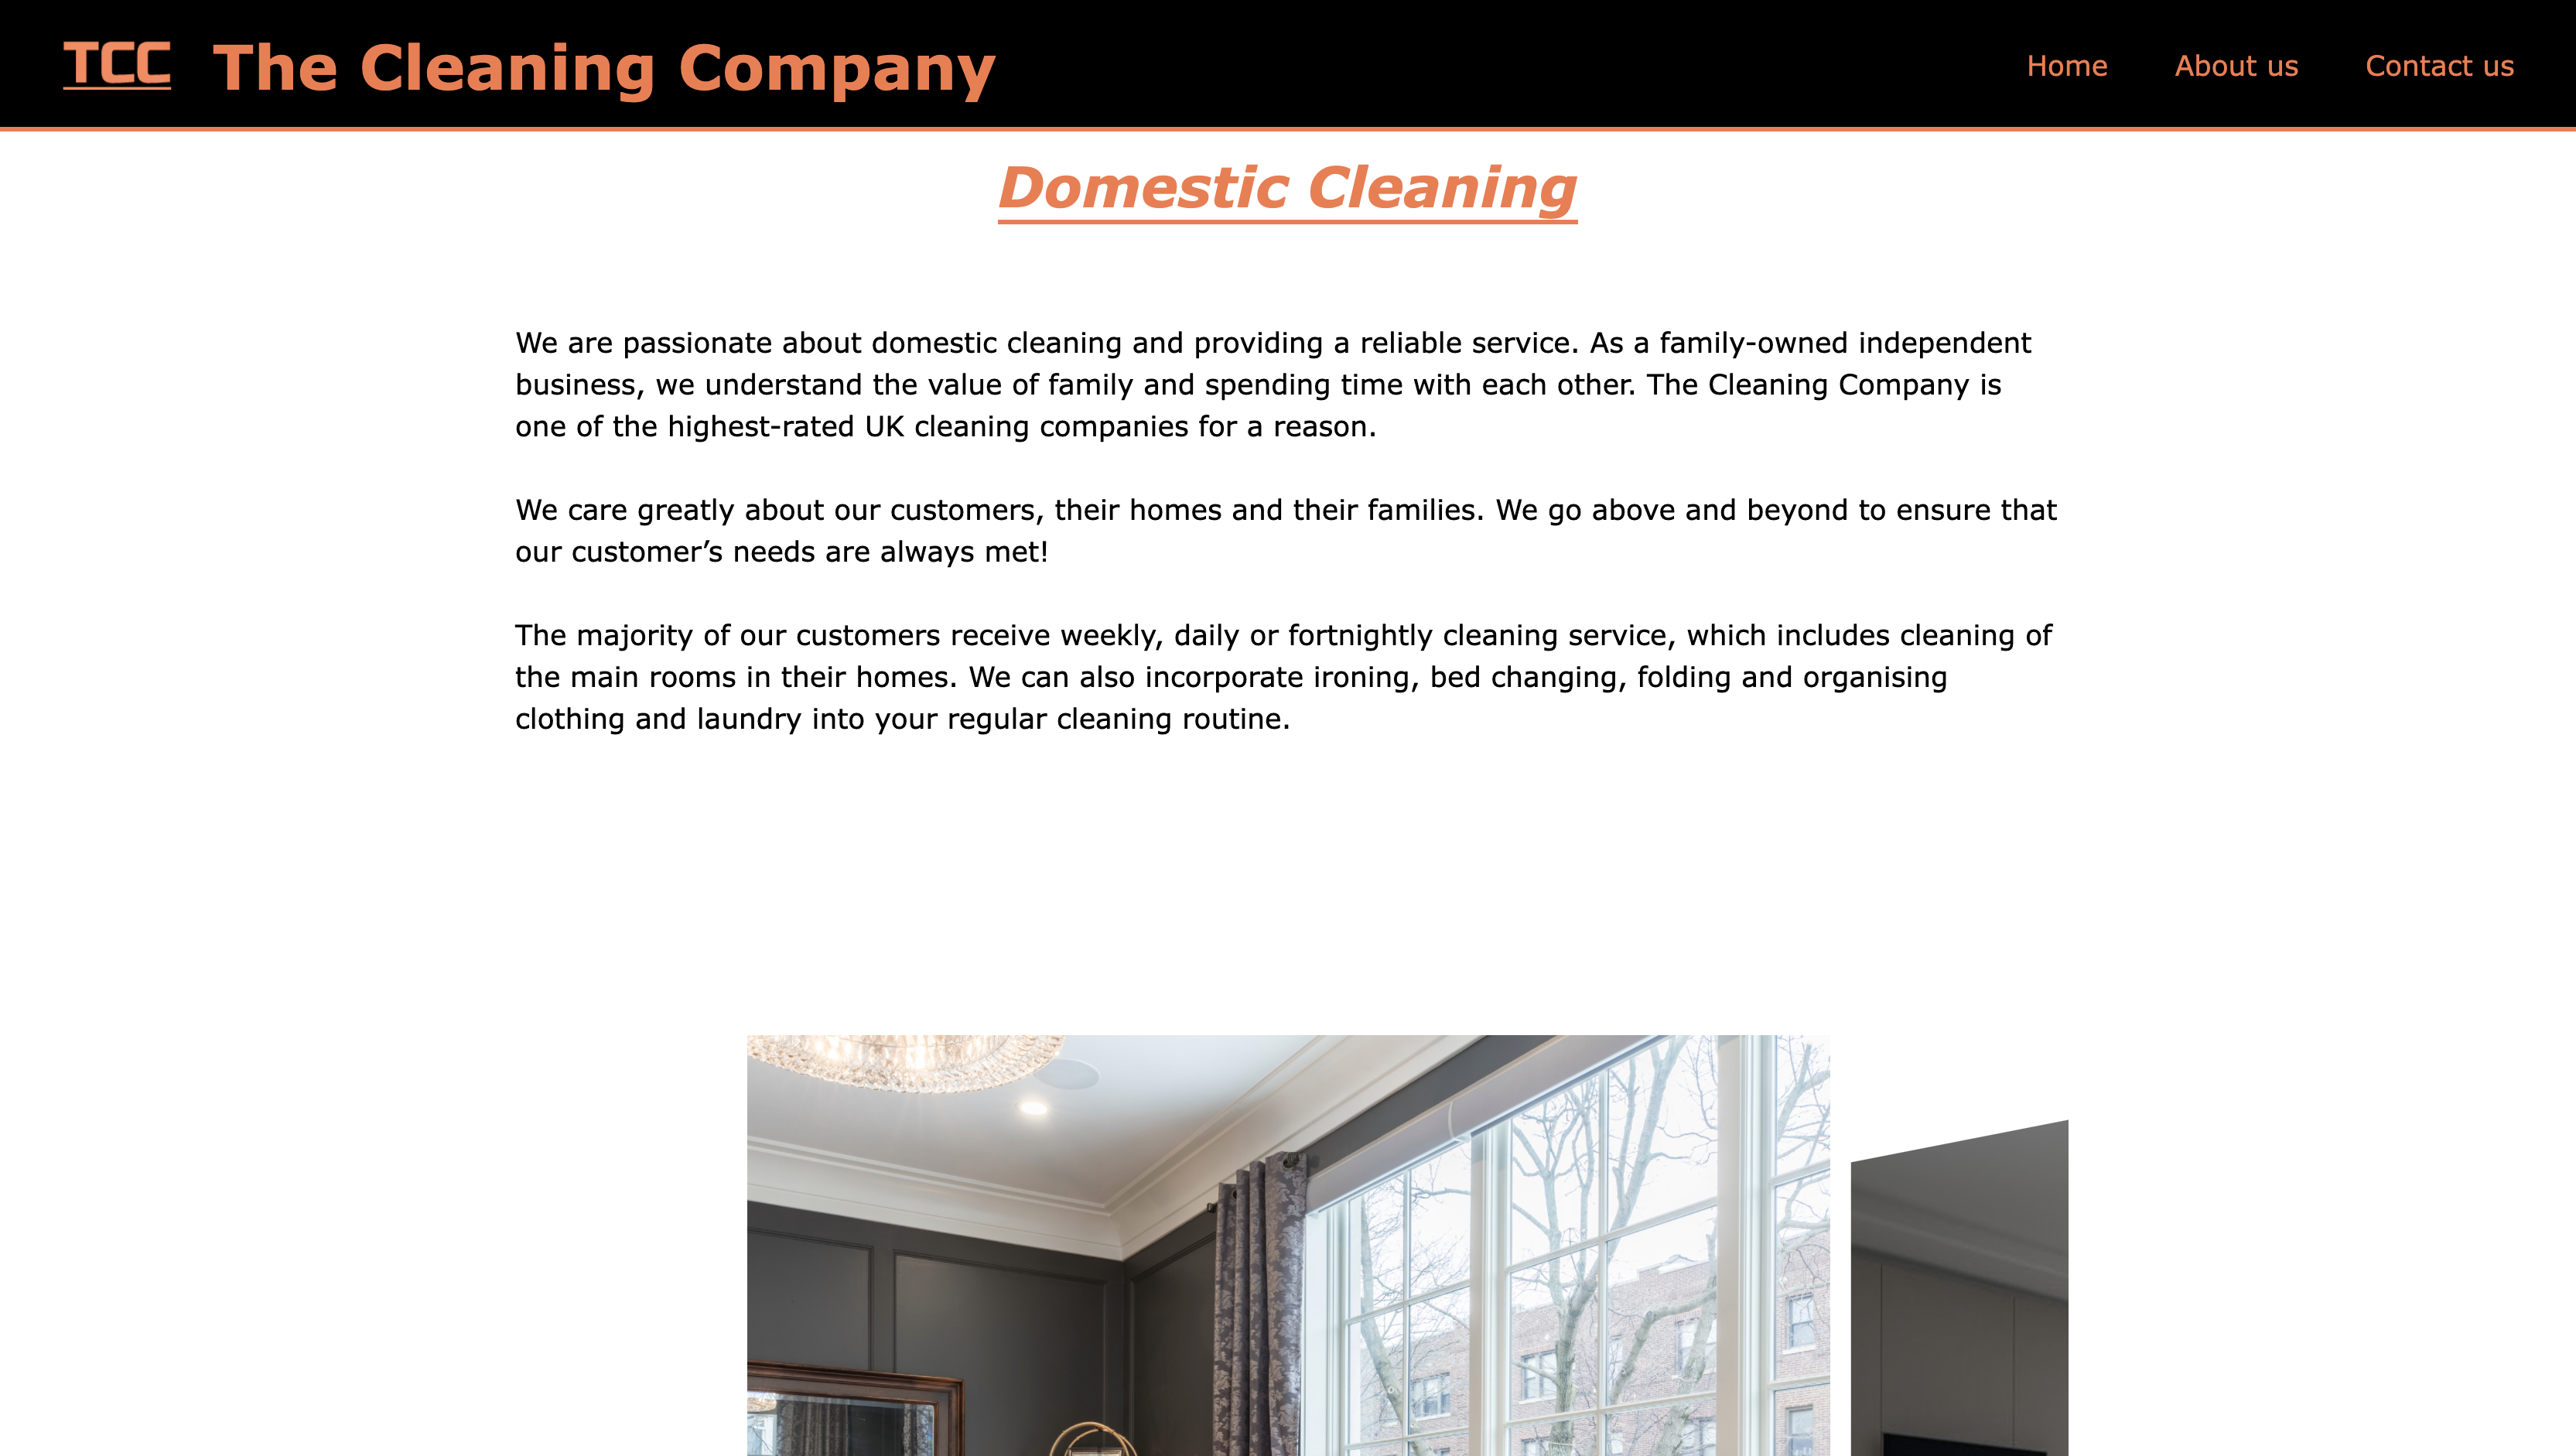 TCC The Cleaning Company
Home About us Contact us
Domestic Cleaning
We are passionate about domestic cleaning and providing a reliable service. As a family-owned independent
business, we understand the value of family and spending time with each other. The Cleaning Company is
one of the highest-rated UK cleaning companies for a reason.
We care greatly about our customers, their homes and their families. We go above and beyond to ensure that
our customer’s needs are always met!
The majority of our customers receive weekly, daily or fortnightly cleaning service, which includes cleaning of
the main rooms in their homes. We can also incorporate ironing, bed changing, folding and organising
clothing and laundry into your regular cleaning routine.